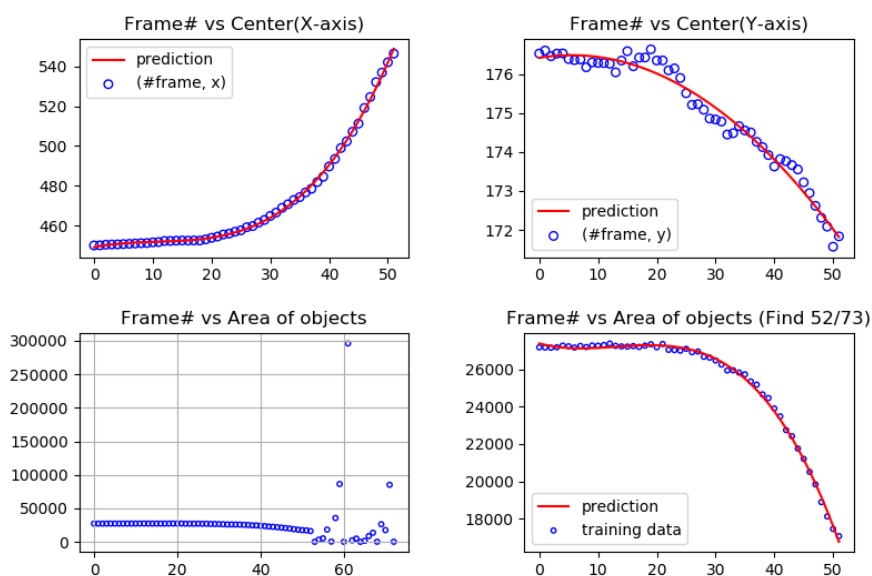 Frame# vs Center(X-axis)
540
520
500
480
460
prediction
(#frame, x)
0 10 20 30 40 50
Frame# vs Center(Y-axis)
176
175
174
173
172
prediction
(#frame, y)
0 10 20 30 40 50
Frame# vs Area of objects
300000
250000
200000
150000
100000
50000
0
0 20 40 60
Frame# vs Area of objects (Find 52/73)
26000
24000
22000
20000
18000
prediction
training data
0 10 20 30 40 50